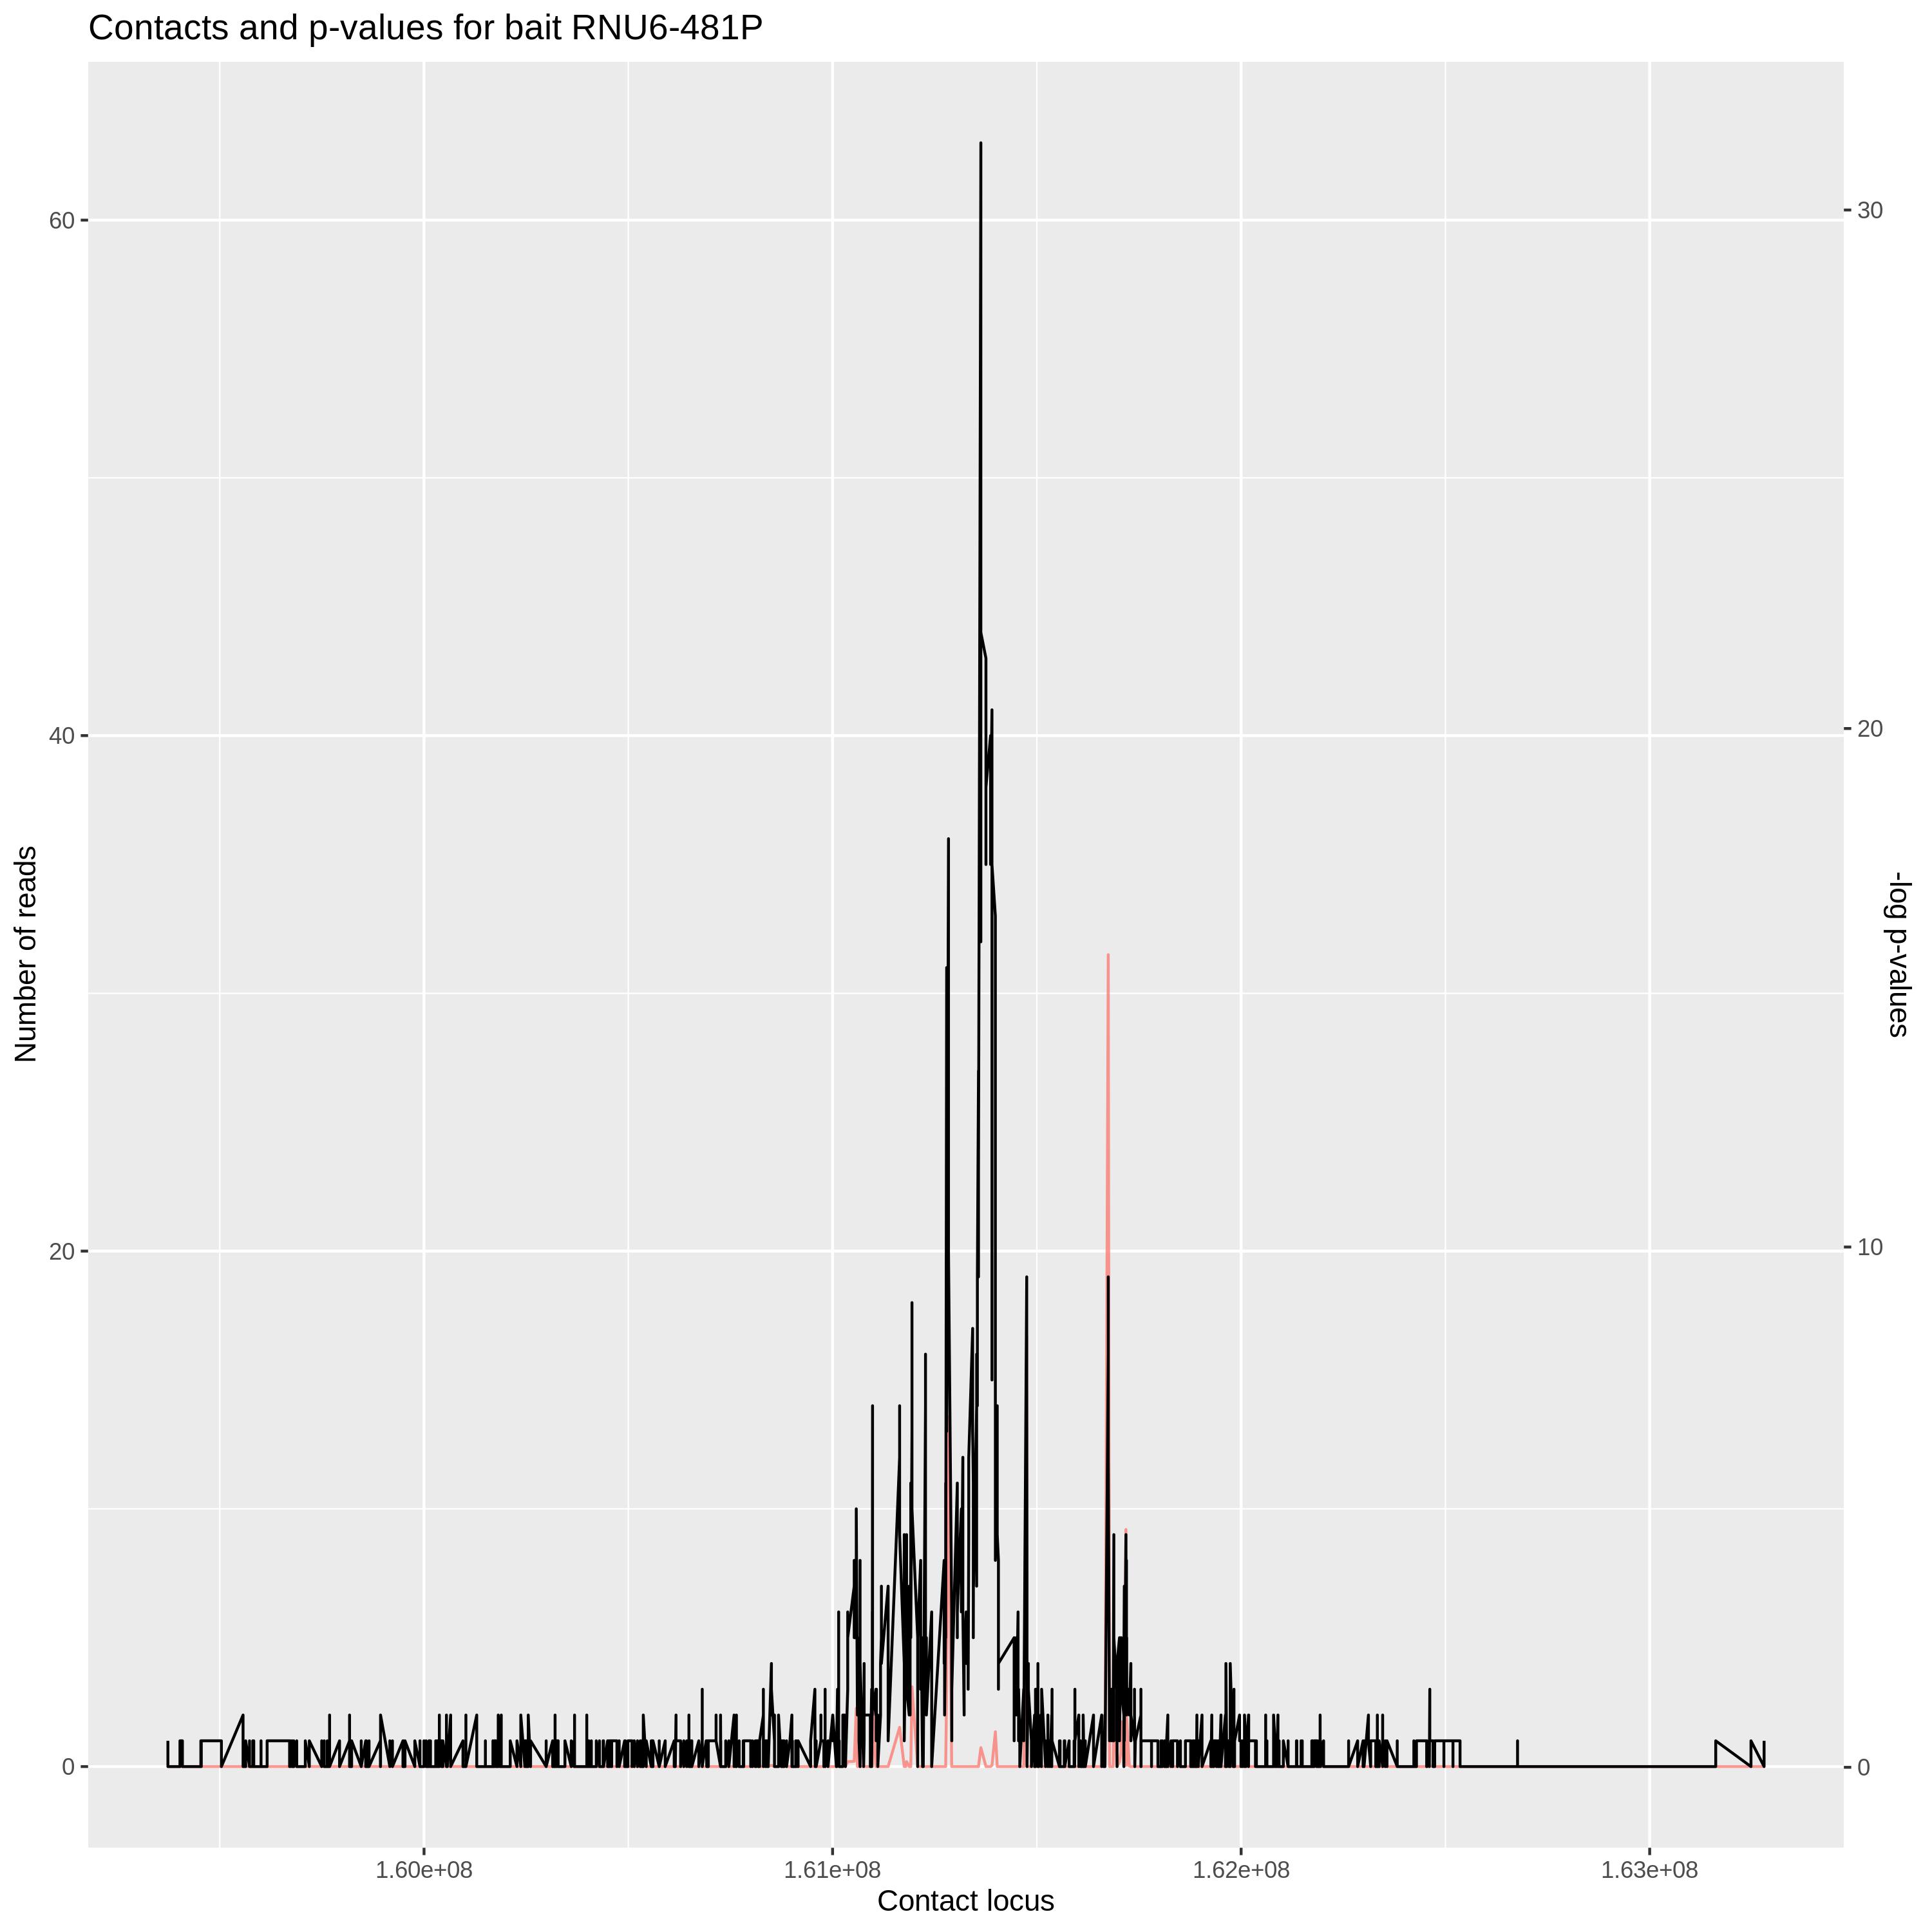 Contacts and p-values for bait RNU6-481P
60
40
20
0
30
20
10
0
Number of reads
-log p-values
1.60e+08 1.61e+08 1.62e+08 1.63e+08
Contact locus